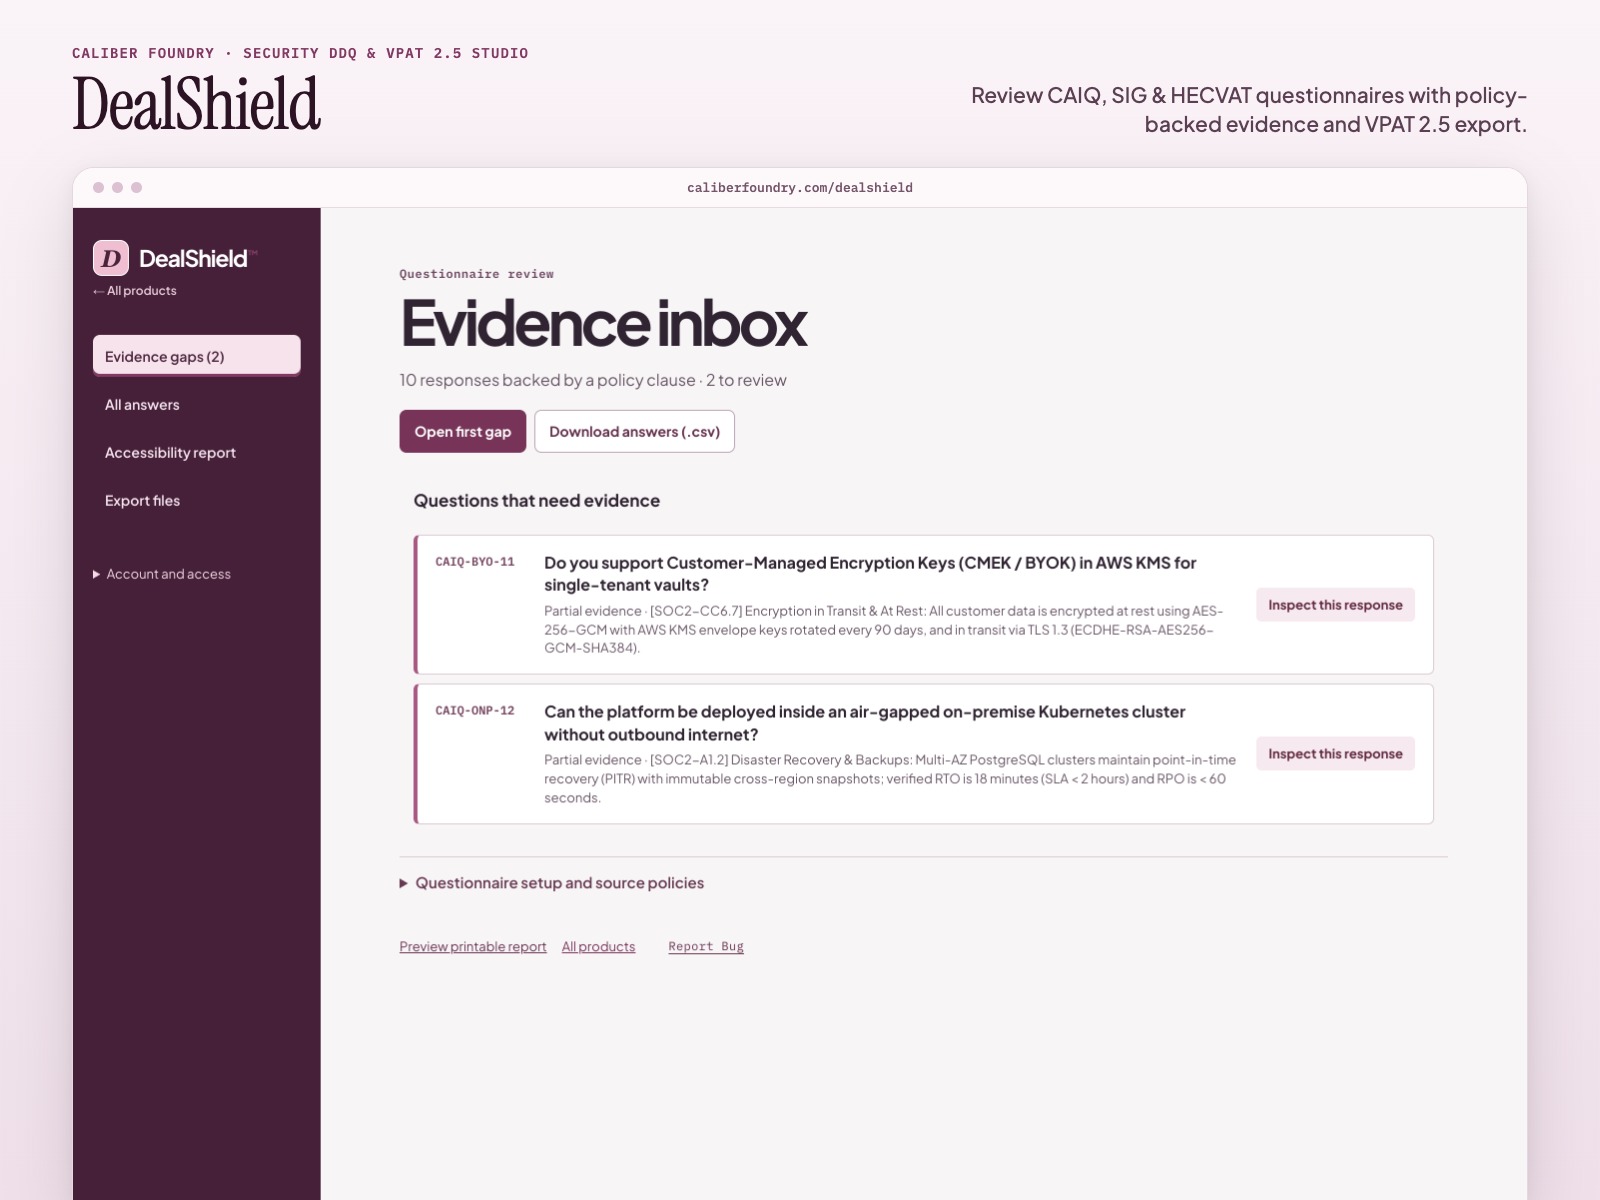 CALIBER FOUNDRY · SECURITY DDQ & VPAT 2.5 STUDIO
DealShield
Review CAIQ, SIG & HECVAT questionnaires with policy-
backed evidence and VPAT 2.5 export.
caliberfoundry.com/dealshield
D DealShield™
← All products
Evidence gaps (2)
All answers
Accessibility report
Export files
▶ Account and access
Questionnaire review
Evidence inbox
10 responses backed by a policy clause · 2 to review
Open first gap
Download answers (.csv)
Questions that need evidence
CAIQ-BYO-11
Do you support Customer-Managed Encryption Keys (CMEK / BYOK) in AWS KMS for
single-tenant vaults?
Partial evidence · [SOC2-CC6.7] Encryption in Transit & At Rest: All customer data is encrypted at rest using AES-
256-GCM with AWS KMS envelope keys rotated every 90 days, and in transit via TLS 1.3 (ECDHE-RSA-AES256-
GCM-SHA384).
Inspect this response
CAIQ-ONP-12
Can the platform be deployed inside an air-gapped on-premise Kubernetes cluster
without outbound internet?
Partial evidence · [SOC2-A1.2] Disaster Recovery & Backups: Multi-AZ PostgreSQL clusters maintain point-in-time
recovery (PITR) with immutable cross-region snapshots; verified RTO is 18 minutes (SLA < 2 hours) and RPO is < 60
seconds.
Inspect this response
▶ Questionnaire setup and source policies
Preview printable report
All products
Report Bug